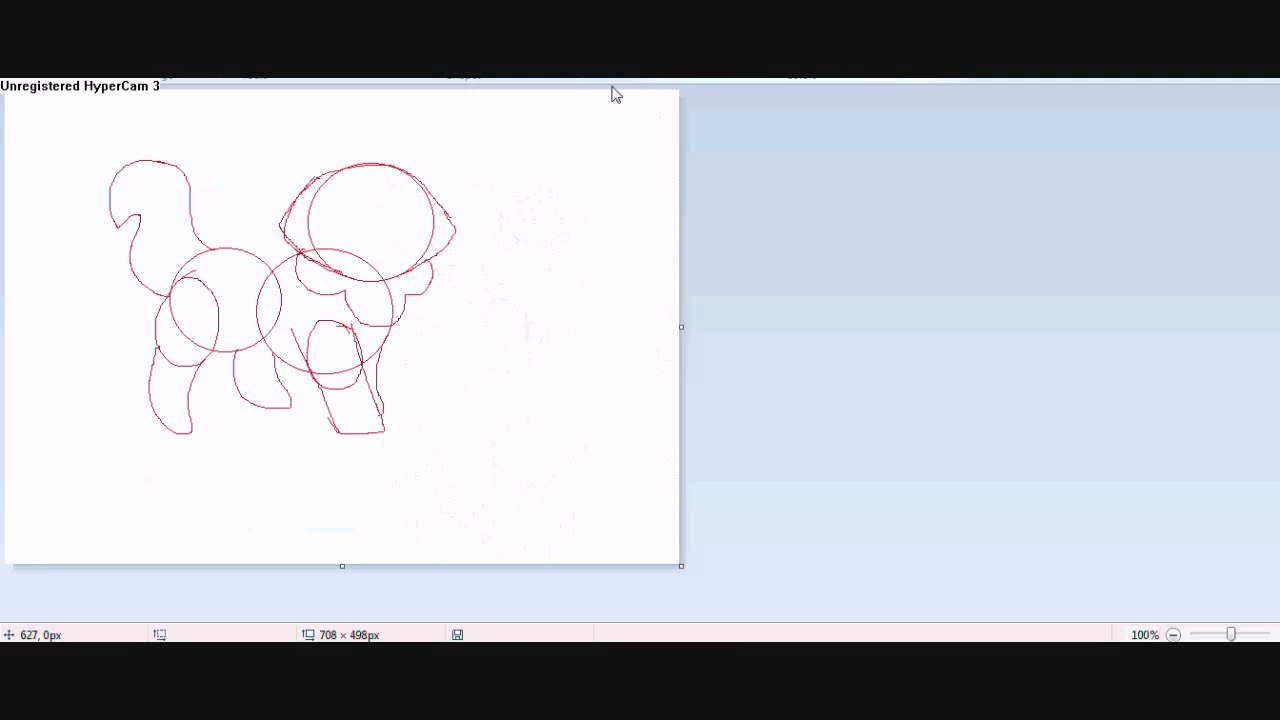 Unregistered HyperCam 3
627, 0px
708 × 498px
100%